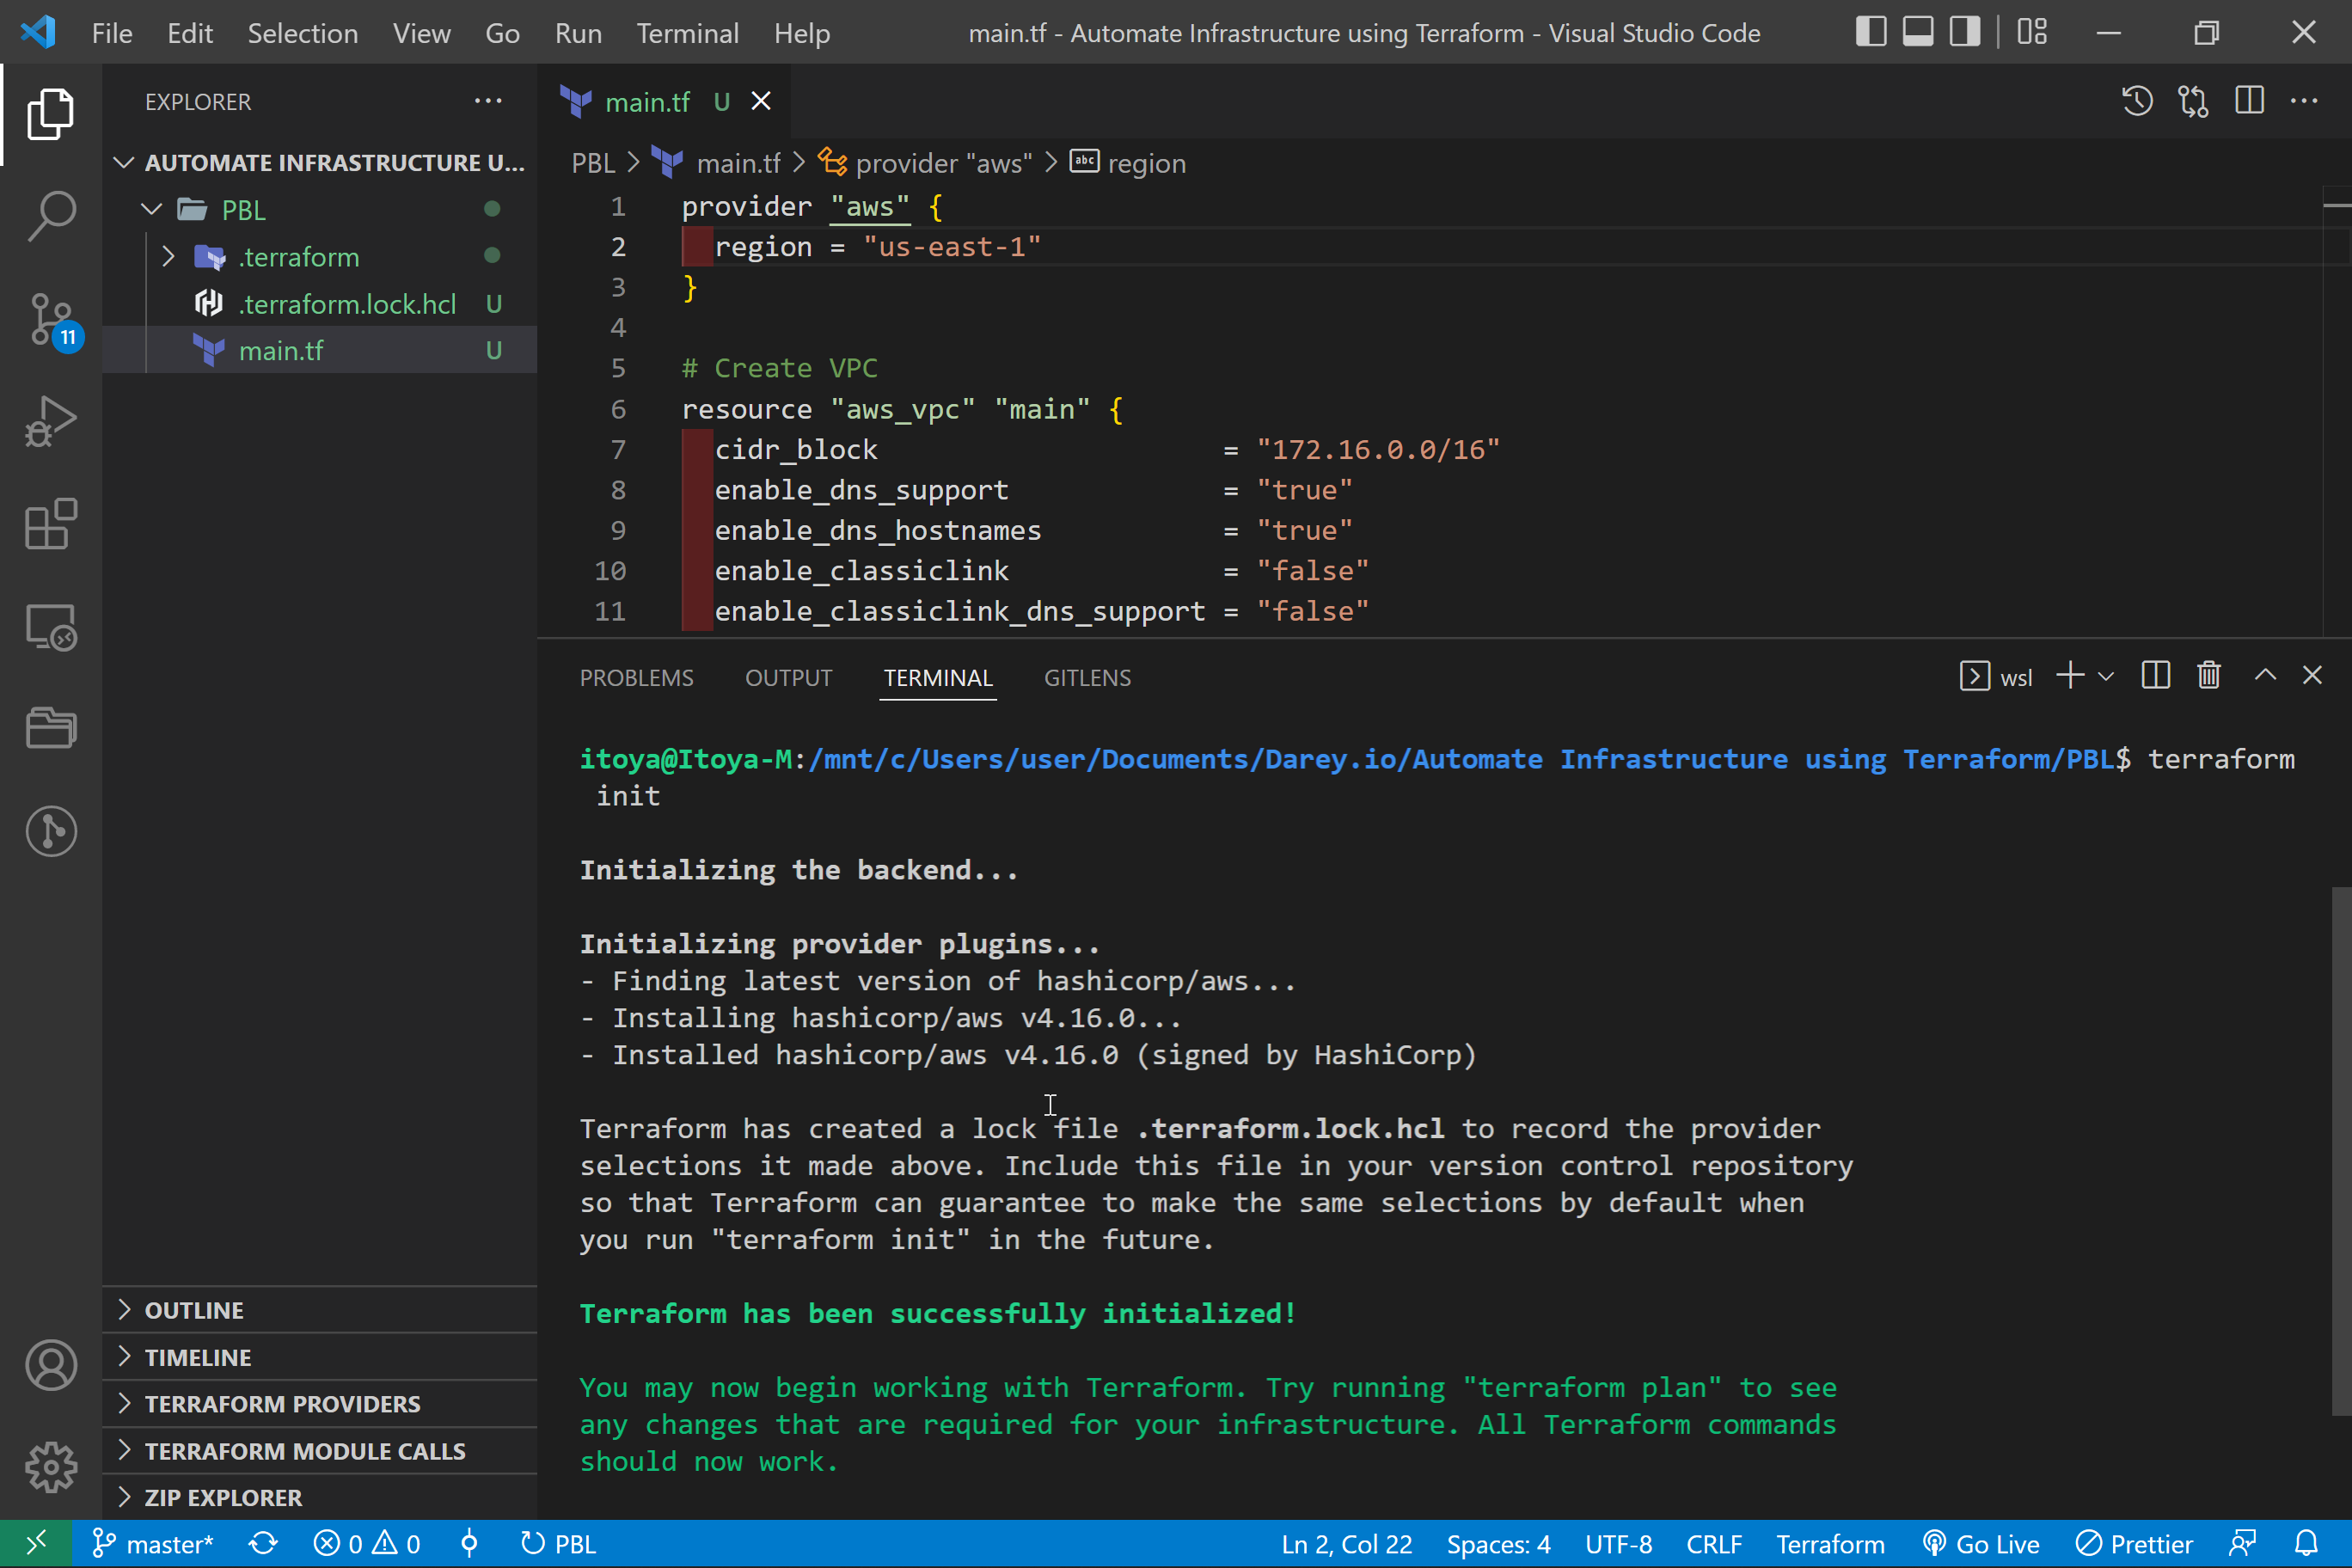 File Edit Selection View Go Run Terminal Help main.tf - Automate Infrastructure using Terraform - Visual Studio Code
EXPLORER
AUTOMATE INFRASTRUCTURE U...
PBL
.terraform
.terraform.lock.hcl U
main.tf U
11
OUTLINE
TIMELINE
TERRAFORM PROVIDERS
TERRAFORM MODULE CALLS
ZIP EXPLORER
main.tf U
PBL > main.tf > provider "aws" > abc region
1 provider "aws" {
2 region = "us-east-1"
3 }
4
5 # Create VPC
6 resource "aws_vpc" "main" {
7 cidr_block = "172.16.0.0/16"
8 enable_dns_support = "true"
9 enable_dns_hostnames = "true"
10 enable_classiclink = "false"
11 enable_classiclink_dns_support = "false"
PROBLEMS OUTPUT TERMINAL GITLENS wsl
itoya@Itoya-M:/mnt/c/Users/user/Documents/Darey.io/Automate Infrastructure using Terraform/PBL$ terraform
init
Initializing the backend...
Initializing provider plugins...
- Finding latest version of hashicorp/aws...
- Installing hashicorp/aws v4.16.0...
- Installed hashicorp/aws v4.16.0 (signed by HashiCorp)
Terraform has created a lock file .terraform.lock.hcl to record the provider
selections it made above. Include this file in your version control repository
so that Terraform can guarantee to make the same selections by default when
you run "terraform init" in the future.
Terraform has been successfully initialized!
You may now begin working with Terraform. Try running "terraform plan" to see
any changes that are required for your infrastructure. All Terraform commands
should now work.
master* 0 0 PBL Ln 2, Col 22 Spaces: 4 UTF-8 CRLF Terraform Go Live Prettier